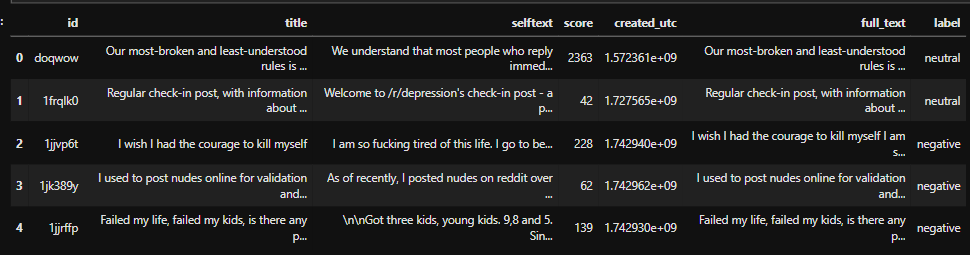 :
id title selftext score created_utc full_text label
0 doqwow Our most-broken and least-understood rules is ... We understand that most people who reply immed... 2363 1.572361e+09 Our most-broken and least-understood rules is ... neutral
1 1frqlk0 Regular check-in post, with information about ... Welcome to /r/depression's check-in post - a p... 42 1.727565e+09 Regular check-in post, with information about ... neutral
2 1jjvp6t I wish I had the courage to kill myself I am so fucking tired of this life. I go to be... 228 1.742940e+09 I wish I had the courage to kill myself I am s... negative
3 1jk389y I used to post nudes online for validation and... As of recently, I posted nudes on reddit over ... 62 1.742962e+09 I used to post nudes online for validation and... negative
4 1jjrffp Failed my life, failed my kids, is there any p... \n\nGot three kids, young kids. 9,8 and 5. Sin... 139 1.742930e+09 Failed my life, failed my kids, is there any p... negative